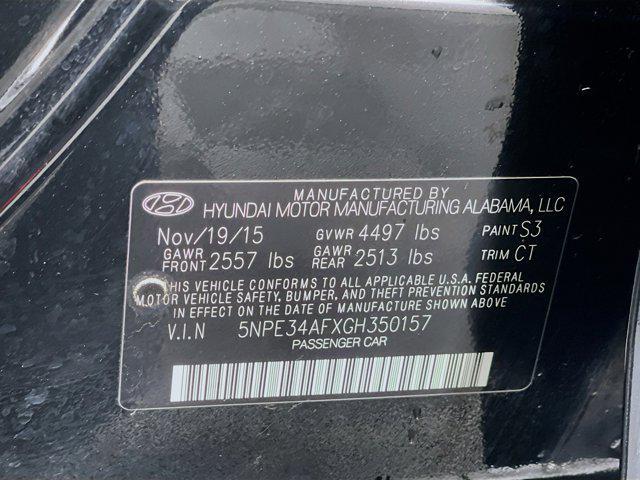 MANUFACTURED BY
HYUNDAI MOTOR MANUFACTURING ALABAMA, LLC
Nov/19/15 GVWR 4497 lbs PAINT S3
GAWR FRONT 2557 lbs GAWR REAR 2513 lbs TRIM CT
THIS VEHICLE CONFORMS TO ALL APPLICABLE U.S.A. FEDERAL
MOTOR VEHICLE SAFETY, BUMPER, AND THEFT PREVENTION STANDARDS
IN EFFECT ON THE DATE OF MANUFACTURE SHOWN ABOVE
V.I.N 5NPE34AFXGH350157
PASSENGER CAR